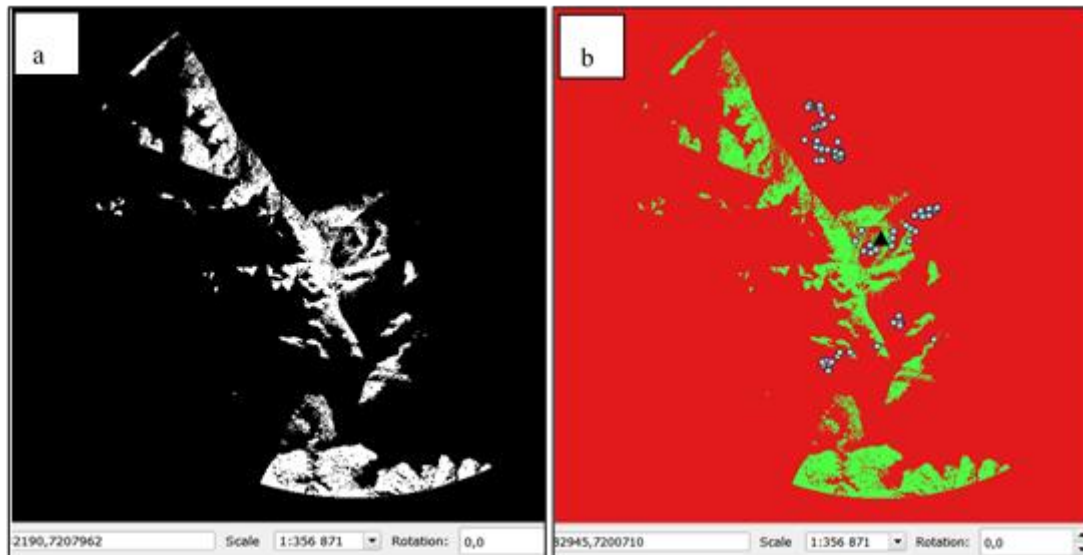 a
b
2190,7207962 Scale 1:356 871 Rotation: 0,0
82945,7200710 Scale 1:356 871 Rotation: 0,0